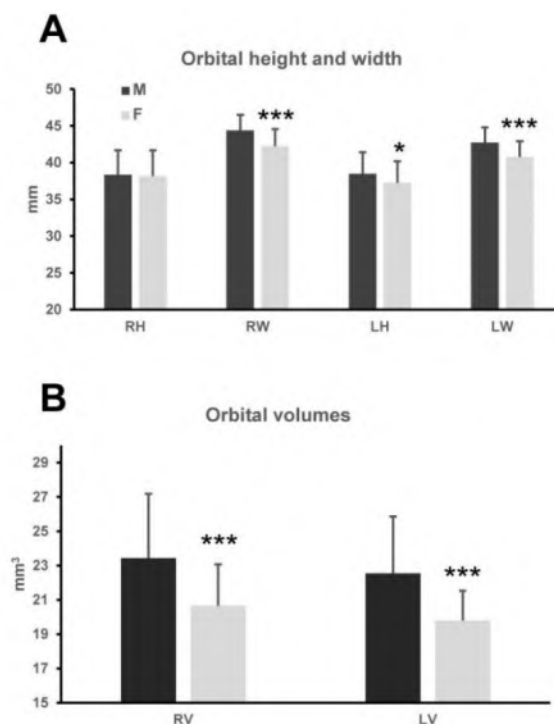 A
Orbital height and width
M
F
50
45
40
35
30
25
20
mm
***
*
***
RH RW LH LW
B
Orbital volumes
29
27
25
23
21
19
17
15
mm³
***
***
RV LV